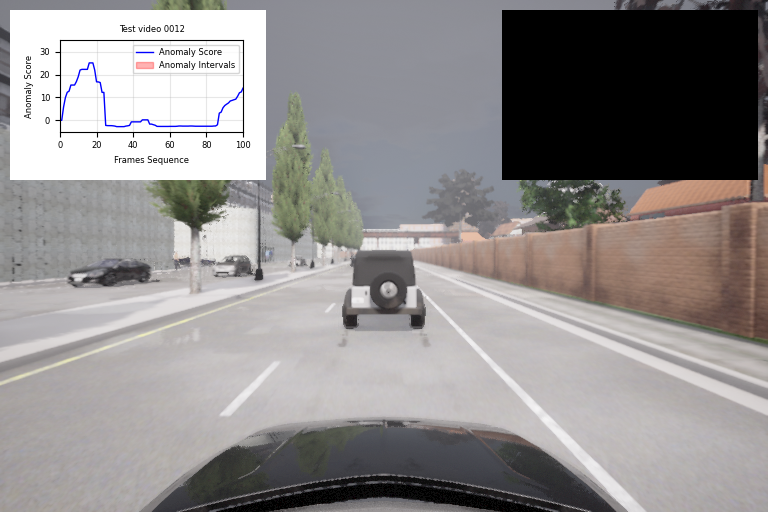 Test video 0012
Anomaly Score
30
20
10
0
Anomaly Score
Anomaly Intervals
0 20 40 60 80 100
Frames Sequence